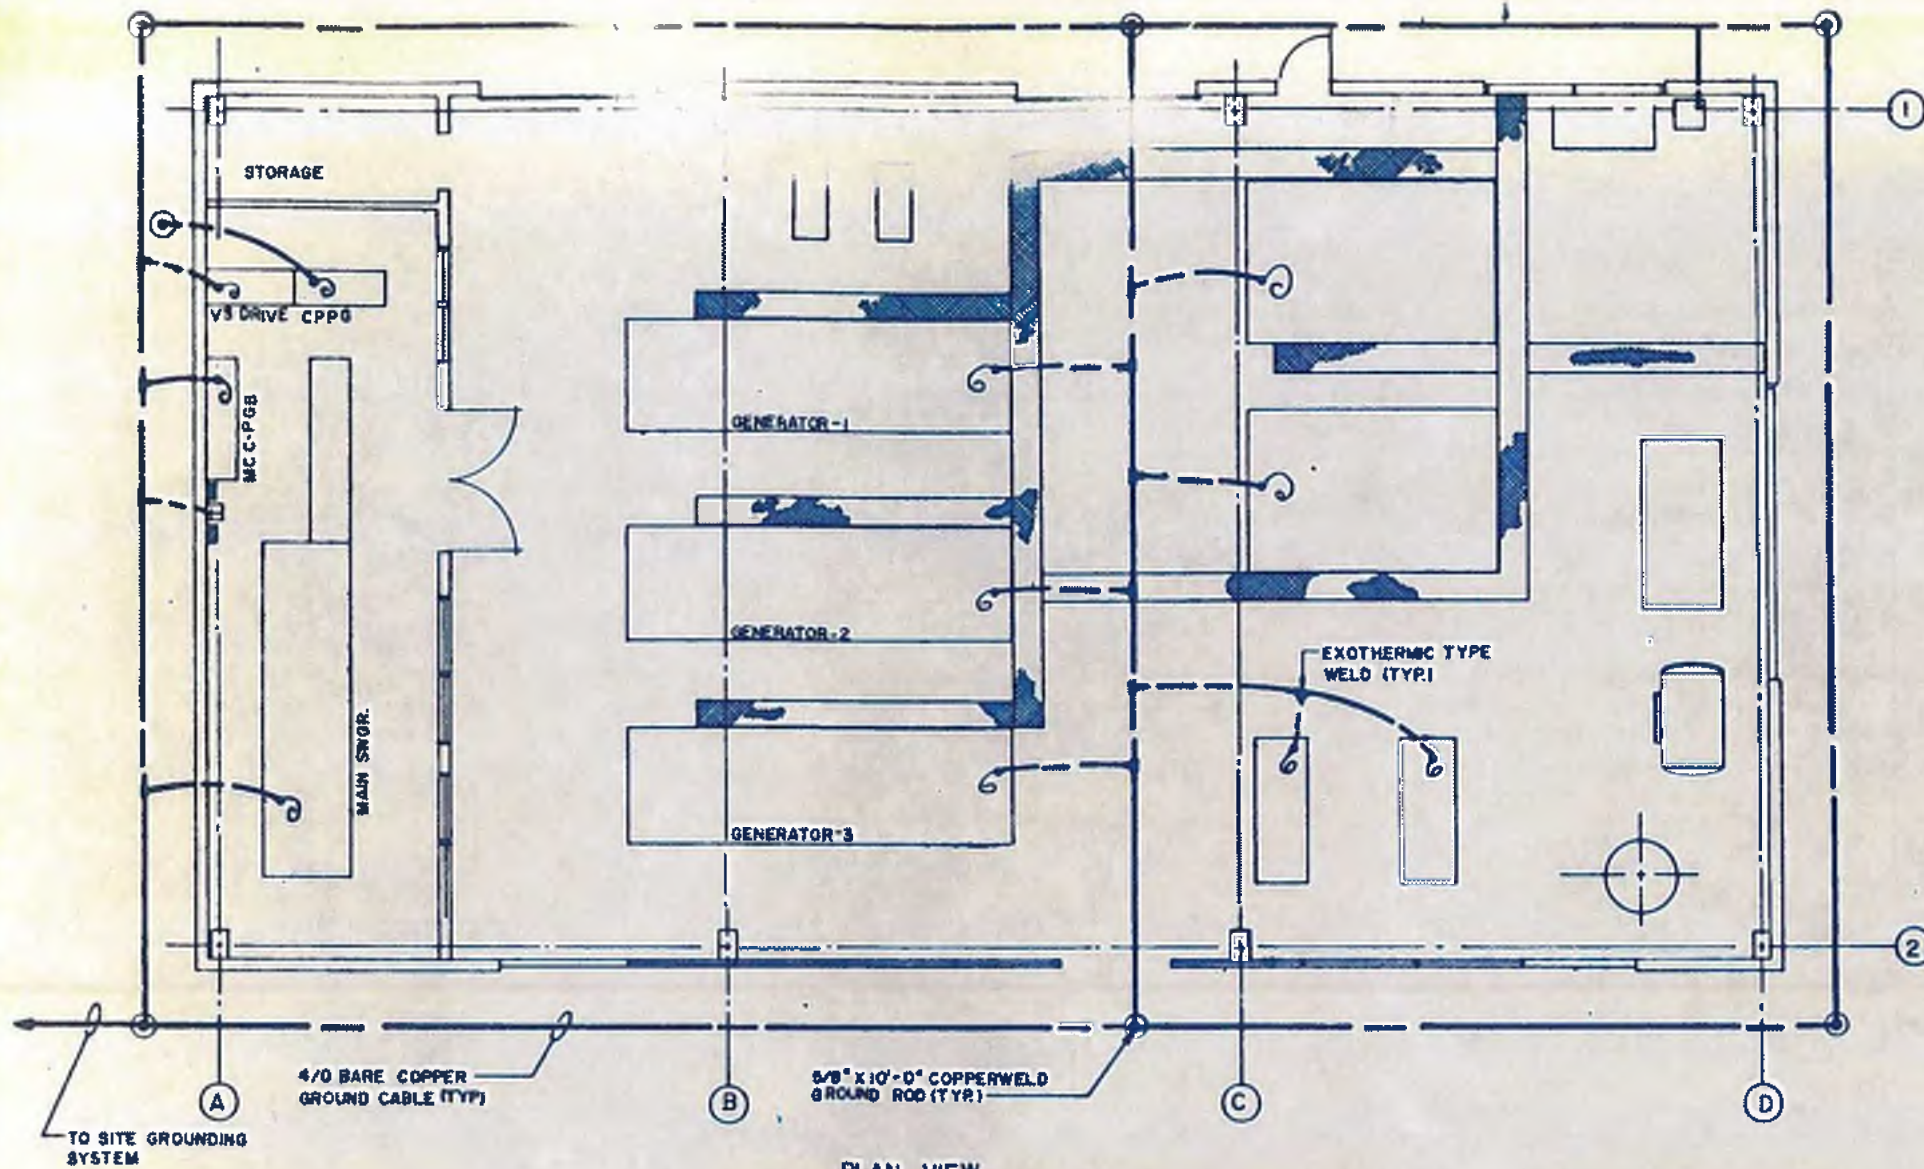 1
STORAGE
VS DRIVE CPPG
MCC-PGB
GENERATOR-1
GENERATOR-2
EXOTHERMIC TYPE
WELD (TYP.)
MAIN SWGR.
GENERATOR-3
2
4/0 BARE COPPER
GROUND CABLE (TYP)
5/8" X 10'-0" COPPERWELD
GROUND ROD (TYP.)
A
B
C
D
TO SITE GROUNDING
SYSTEM
PLAN VIEW